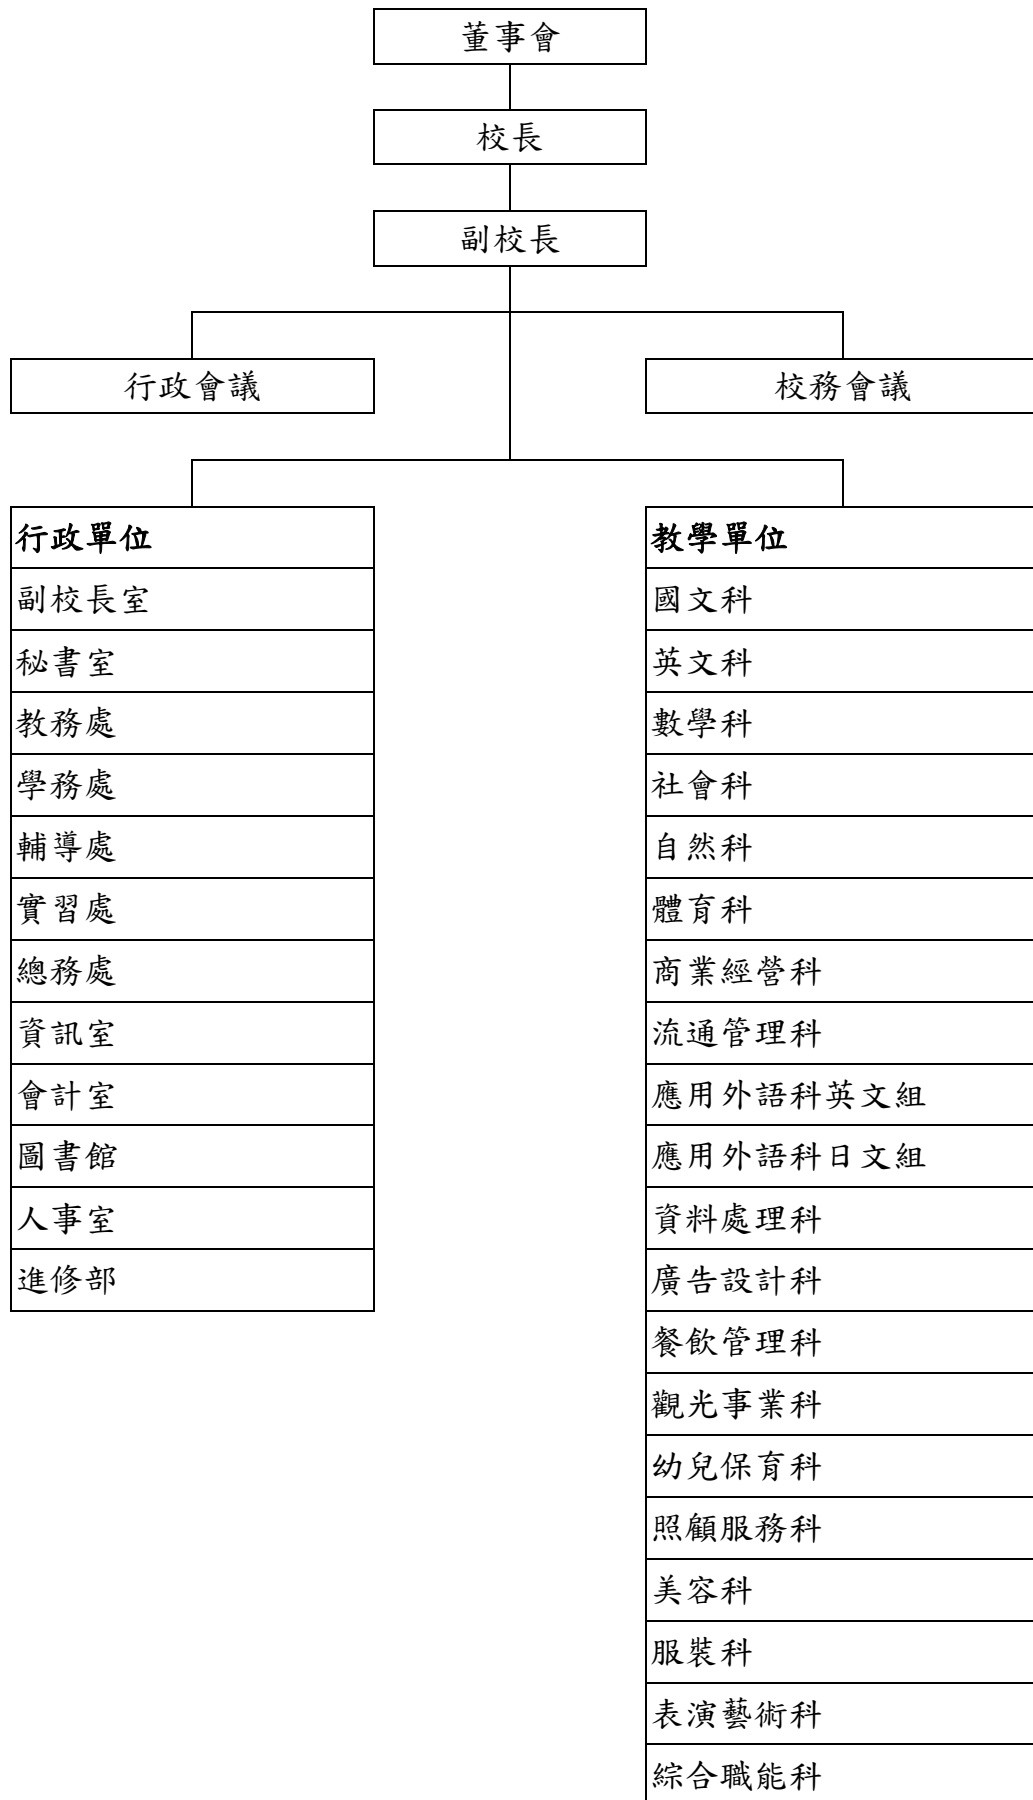 董事會
校長
副校長
行政會議
校務會議
行政單位
副校長室
秘書室
教務處
學務處
輔導處
實習處
總務處
資訊室
會計室
圖書館
人事室
進修部
教學單位
國文科
英文科
數學科
社會科
自然科
體育科
商業經營科
流通管理科
應用外語科英文組
應用外語科日文組
資料處理科
廣告設計科
餐飲管理科
觀光事業科
幼兒保育科
照顧服務科
美容科
服裝科
表演藝術科
綜合職能科